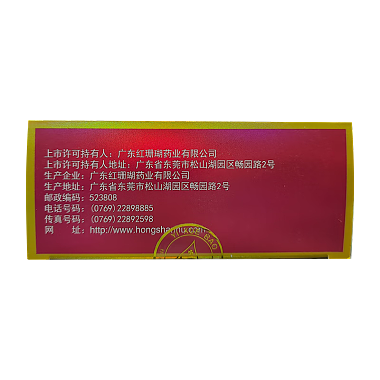 上市许可持有人：广东红珊瑚药业有限公司
上市许可持有人地址：广东省东莞市松山湖园区畅园路2号
生产企业：广东红珊瑚药业有限公司
生产地址：广东省东莞市松山湖园区畅园路2号
邮政编码：523808
电话号码：(0769)22898885
传真号码：(0769)22892598
网 址：http://www.hongshanhu.com
YI YAO BAO